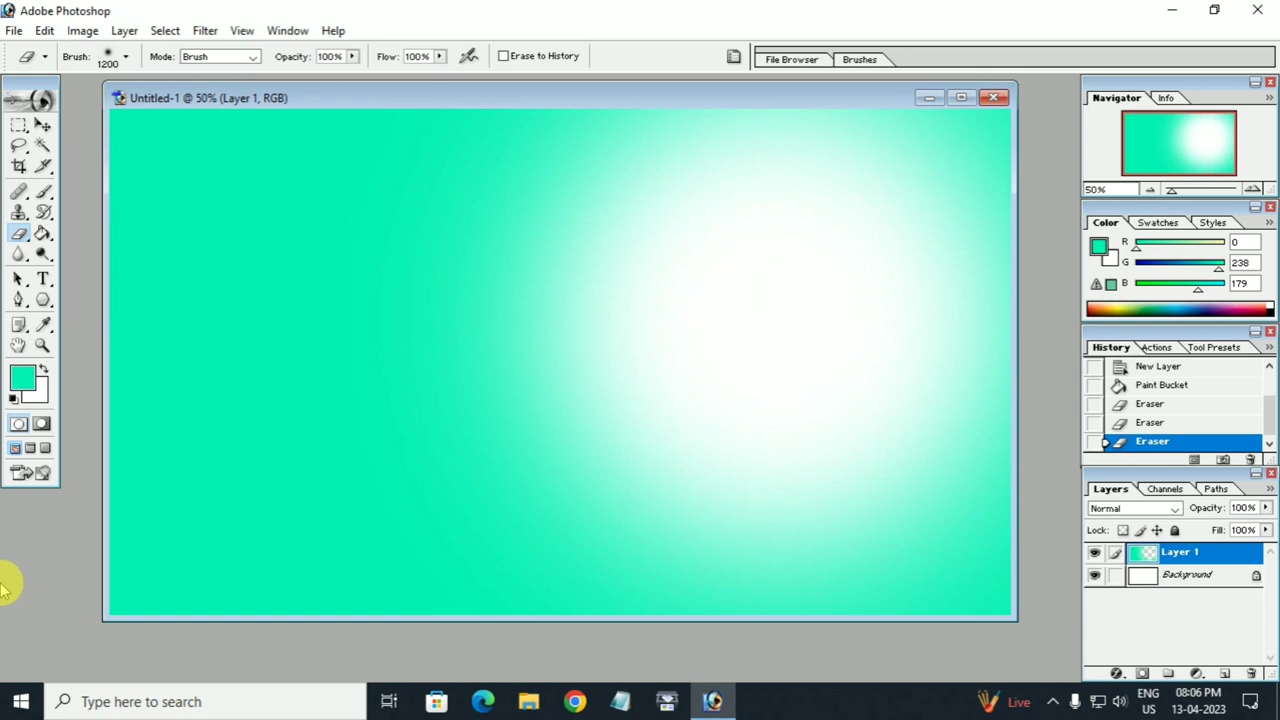 Adobe Photoshop
File Edit Image Layer Select Filter View Window Help
Brush: 1200 Mode: Brush Opacity: 100% Flow: 100% Erase to History File Browser Brushes
Untitled-1 @ 50% (Layer 1, RGB)
Navigator Info
50%
Color Swatches Styles
R 0
G 238
B 179
History Actions Tool Presets
New Layer
Paint Bucket
Eraser
Eraser
Eraser
Layers Channels Paths
Normal Opacity: 100%
Lock: Fill: 100%
Layer 1
Background
T
Type here to search
Live
ENG
US
08:06 PM
13-04-2023